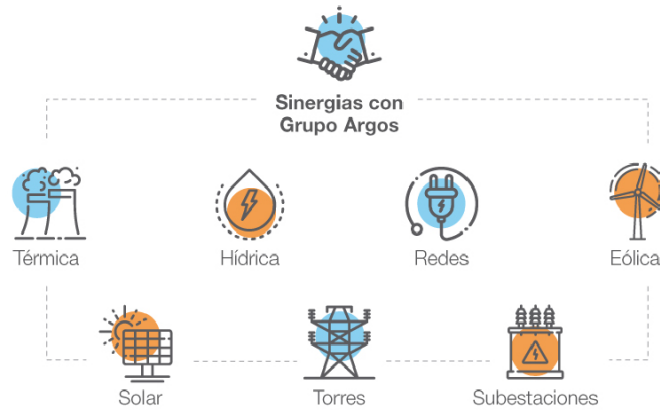 Sinergias con
Grupo Argos
Térmica
Hídrica
Redes
Eólica
Solar
Torres
Subestaciones